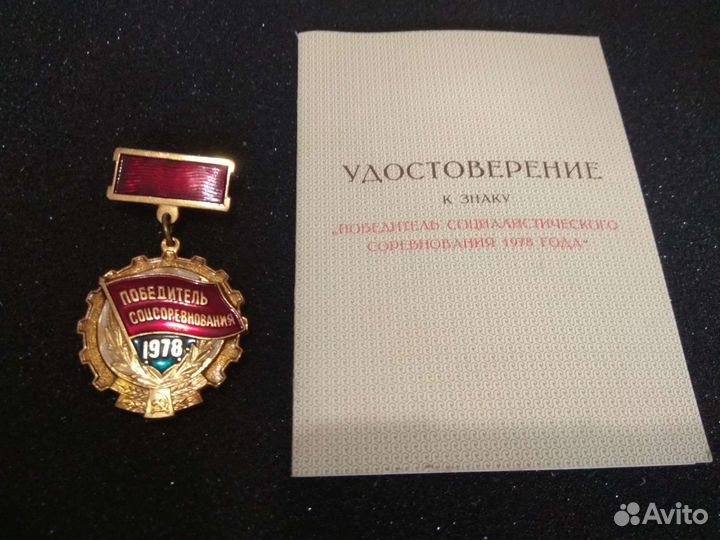 ПОБЕДИТЕЛЬ
СОЦСОРЕВНОВАНИЯ
1978
УДОСТОВЕРЕНИЕ
К ЗНАКУ
„ПОБЕДИТЕЛЬ СОЦИАЛИСТИЧЕСКОГО
СОРЕВНОВАНИЯ 1978 ГОДА“
Avito